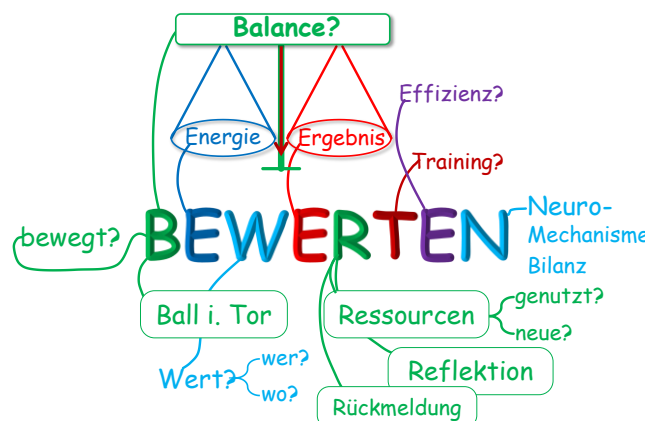 Balance?
Effizienz?
Energie
Ergebnis
Training?
BEWERTEN
Neuro-
Mechanisme
Bilanz
bewegt?
Ball i. Tor
Ressourcen
genutzt?
neue?
Wert?
wer?
wo?
Reflektion
Rückmeldung